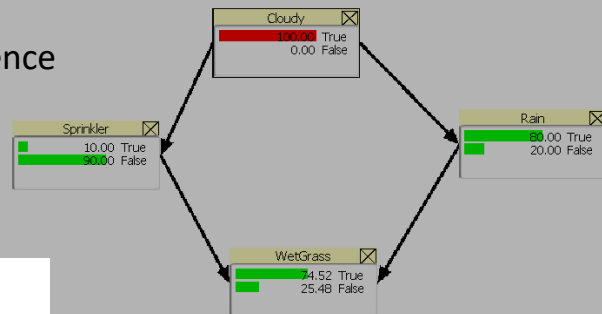 ence
Cloudy
100.00 True
0.00 False
Sprinkler
10.00 True
90.00 False
Rain
80.00 True
20.00 False
WetGrass
74.52 True
25.48 False